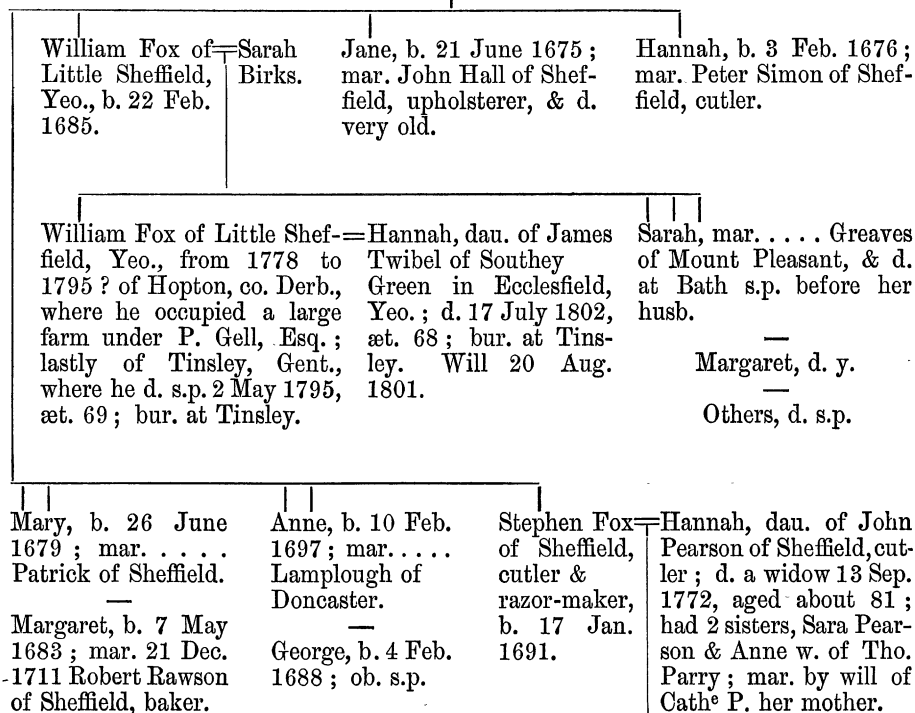 William Fox of
Little Sheffield,
Yeo., b. 22 Feb.
1685.
=Sarah
Birks.
Jane, b. 21 June 1675 ;
mar. John Hall of Shef-
field, upholsterer, & d.
very old.
Hannah, b. 3 Feb. 1676 ;
mar. Peter Simon of Shef-
field, cutler.
William Fox of Little Shef-
field, Yeo., from 1778 to
1795 ? of Hopton, co. Derb.,
where he occupied a large
farm under P. Gell, Esq. ;
lastly of Tinsley, Gent.,
where he d. s.p. 2 May 1795,
æt. 69 ; bur. at Tinsley.
=Hannah, dau. of James
Twibel of Southey
Green in Ecclesfield,
Yeo. ; d. 17 July 1802,
æt. 68 ; bur. at Tins-
ley. Will 20 Aug.
1801.
Sarah, mar. . . . . Greaves
of Mount Pleasant, & d.
at Bath s.p. before her
husb.
—
Margaret, d. y.
—
Others, d. s.p.
Mary, b. 26 June
1679 ; mar. . . . .
Patrick of Sheffield.
—
Margaret, b. 7 May
1683 ; mar. 21 Dec.
1711 Robert Rawson
of Sheffield, baker.
Anne, b. 10 Feb.
1697 ; mar. . . . .
Lamplough of
Doncaster.
—
George, b. 4 Feb.
1688 ; ob. s.p.
Stephen Fox
of Sheffield,
cutler &
razor-maker,
b. 17 Jan.
1691.
=Hannah, dau. of John
Pearson of Sheffield, cut-
ler ; d. a widow 13 Sep.
1772, aged about 81 ;
had 2 sisters, Sara Pear-
son & Anne w. of Tho.
Parry ; mar. by will of
Cathᵉ P. her mother.